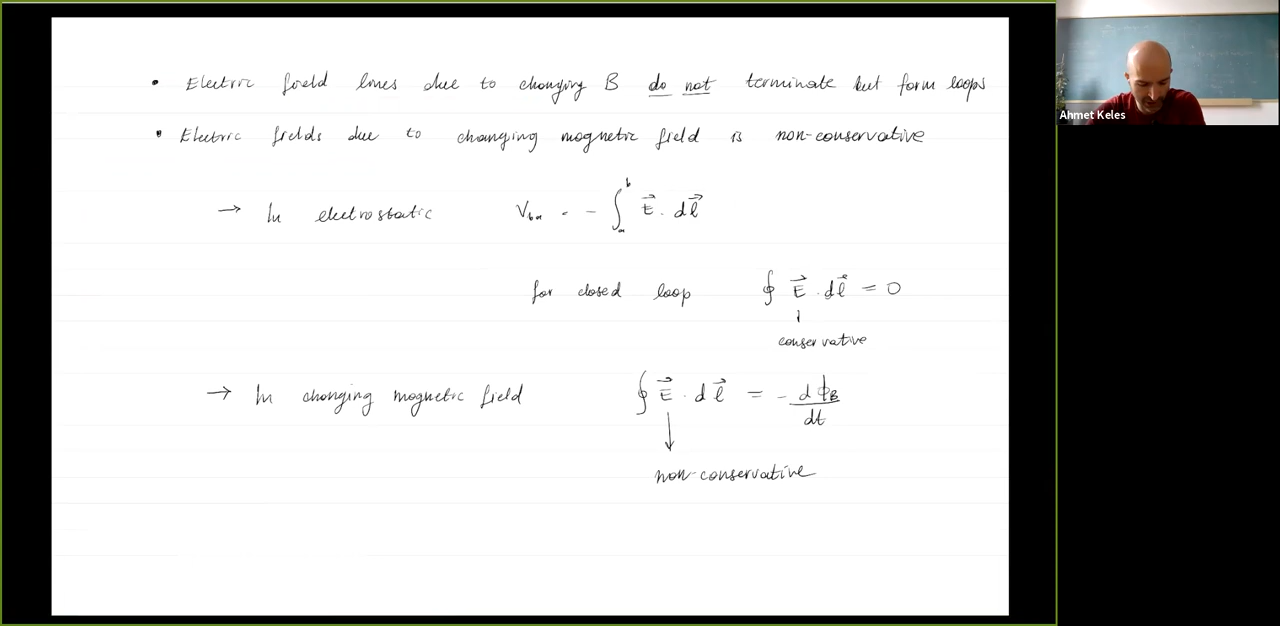 • Electric field lines due to changing B do not terminate but form loops
• Electric fields due to changing magnetic field is non-conservative
→ In electrostatic V_ba = - ∫_a^b E⃗ . dl⃗
for closed loop ∮ E⃗ . dl⃗ = 0
conservative
→ In changing magnetic field ∮ E⃗ . dl⃗ = - dϕ_B/dt
non-conservative
Ahmet Keles